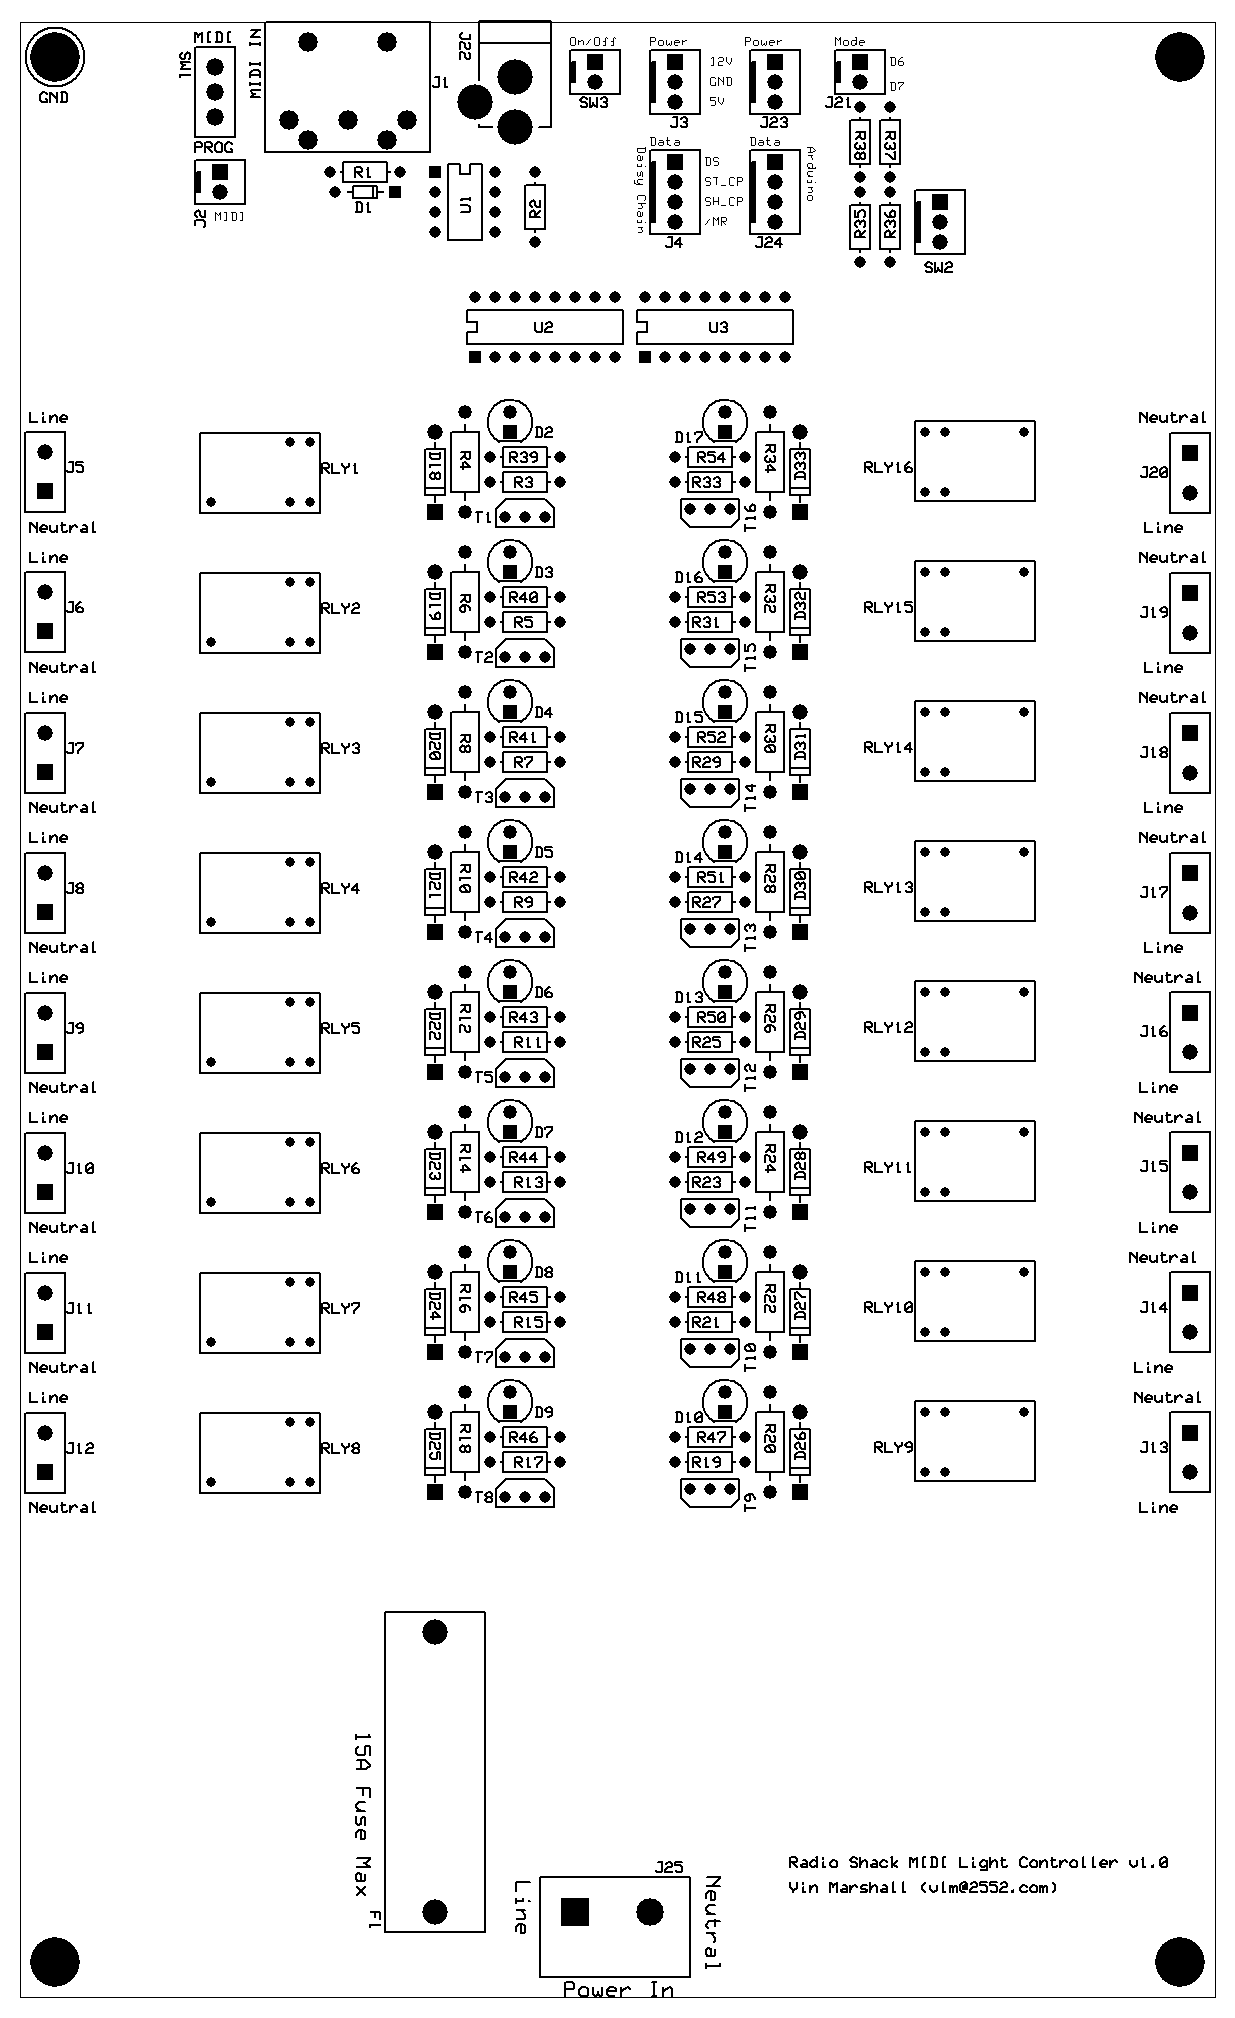 GND
MIDI
SW1
PROG
J2 MIDI
MIDI IN
J1
J22
On/Off
SW3
Power
12V
GND
5V
J3
Power
J23
Mode
D6
D7
J21
R1
D1
U1
R2
Data
Daisy Chain
DS
ST_CP
SH_CP
/MR
J4
Data
Arduino
J24
R38 R37
R35 R36
SW2
U2 U3
Line
J5
Neutral
RLY1
D18 R4 D2
R39
R3
T1
D17
R54
R33
T16
R34 D33
RLY16
Neutral
J20
Line
Line
J6
Neutral
RLY2
D19 R6 D3
R40
R5
T2
D16
R53
R31
T15
R32 D32
RLY15
Neutral
J19
Line
Line
J7
Neutral
RLY3
D20 R8 D4
R41
R7
T3
D15
R52
R29
T14
R30 D31
RLY14
Neutral
J18
Line
Line
J8
Neutral
RLY4
D21 R10 D5
R42
R9
T4
D14
R51
R27
T13
R28 D30
RLY13
Neutral
J17
Line
Line
J9
Neutral
RLY5
D22 R12 D6
R43
R11
T5
D13
R50
R25
T12
R26 D29
RLY12
Neutral
J16
Line
Line
J10
Neutral
RLY6
D23 R14 D7
R44
R13
T6
D12
R49
R23
T11
R24 D28
RLY11
Neutral
J15
Line
Line
J11
Neutral
RLY7
D24 R16 D8
R45
R15
T7
D11
R48
R21
T10
R22 D27
RLY10
Neutral
J14
Line
Line
J12
Neutral
RLY8
D25 R18 D9
R46
R17
T8
D10
R47
R19
T9
R20 D26
RLY9
Neutral
J13
Line
15A Fuse Max
F1
J25
Line
Neutral
Power In
Radio Shack MIDI Light Controller v1.0
Vin Marshall (vlm@2552.com)